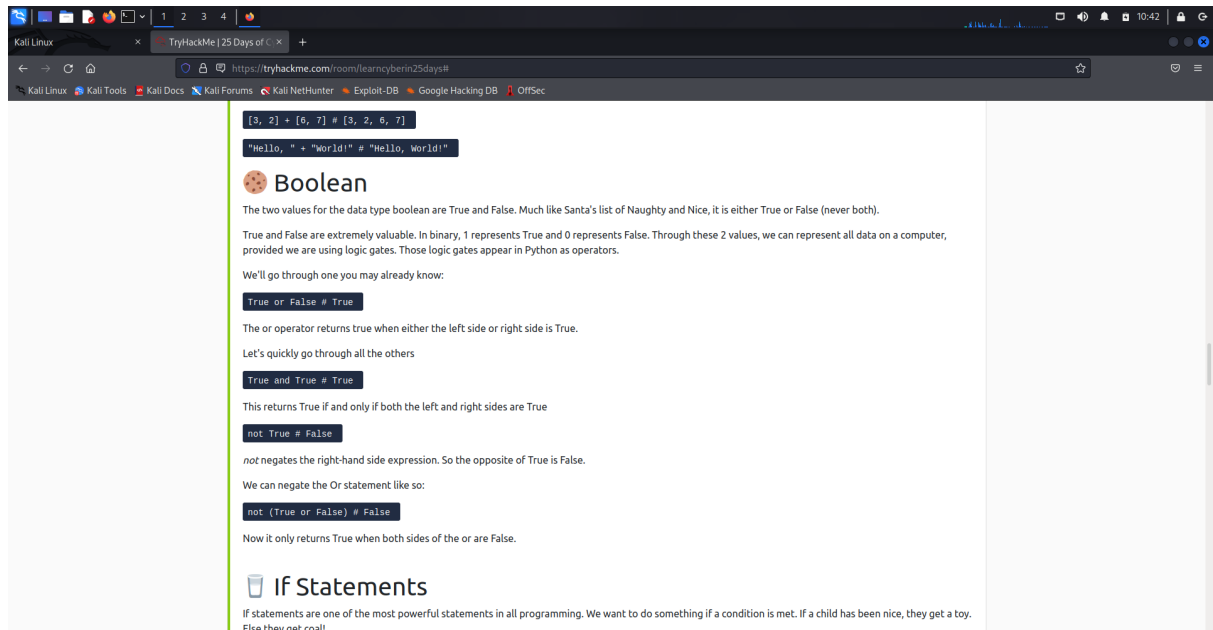 1 2 3 4
10:42
Kali Linux
TryHackMe | 25 Days of C
https://tryhackme.com/room/learncyberin25days#
Kali Linux Kali Tools Kali Docs Kali Forums Kali NetHunter Exploit-DB Google Hacking DB OffSec
[3, 2] + [6, 7] # [3, 2, 6, 7]
"Hello, " + "World!" # "Hello, World!"
Boolean
The two values for the data type boolean are True and False. Much like Santa's list of Naughty and Nice, it is either True or False (never both).
True and False are extremely valuable. In binary, 1 represents True and 0 represents False. Through these 2 values, we can represent all data on a computer,
provided we are using logic gates. Those logic gates appear in Python as operators.
We'll go through one you may already know:
True or False # True
The or operator returns true when either the left side or right side is True.
Let's quickly go through all the others
True and True # True
This returns True if and only if both the left and right sides are True
not True # False
not negates the right-hand side expression. So the opposite of True is False.
We can negate the Or statement like so:
not (True or False) # False
Now it only returns True when both sides of the or are False.
If Statements
If statements are one of the most powerful statements in all programming. We want to do something if a condition is met. If a child has been nice, they get a toy.
Else they get coal!